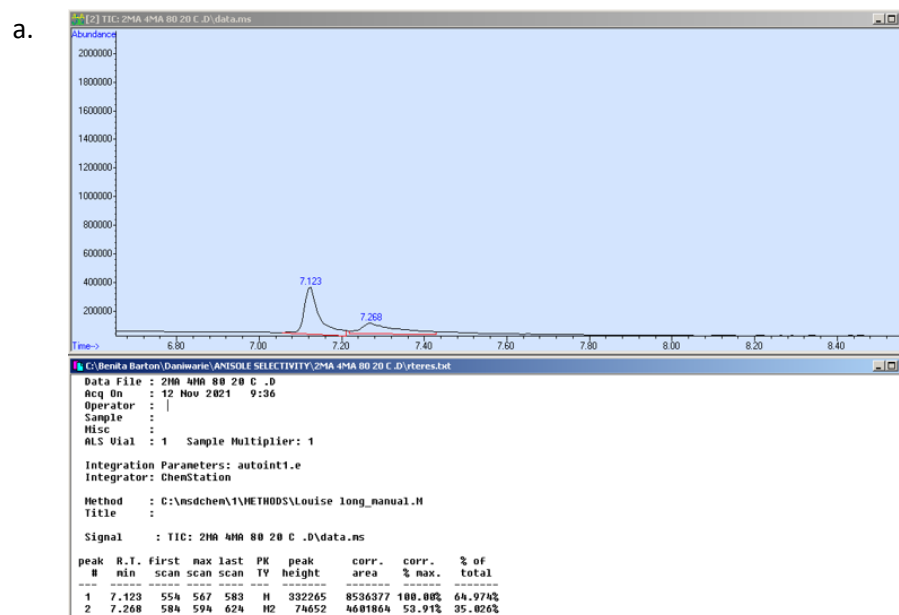 a.
[2] TIC: 2MA 4MA 80 20 C .D\data.ms
Abundance
2000000
1800000
1600000
1400000
1200000
1000000
800000
600000
400000
200000
7.123
7.268
Time-->
6.80 7.00 7.20 7.40 7.60 7.80 8.00 8.20 8.40
C:\Benita Barton\Daniwarie\ANISOLE SELECTIVITY\2MA 4MA 80 20 C .D\rteres.txt
Data File : 2MA 4MA 80 20 C .D
Acq On : 12 Nov 2021 9:36
Operator :
Sample :
Misc :
ALS Vial : 1 Sample Multiplier: 1
Integration Parameters: autoint1.e
Integrator: ChemStation
Method : C:\msdchem\1\METHODS\Louise long_manual.M
Title :
Signal : TIC: 2MA 4MA 80 20 C .D\data.ms
peak R.T. first max last PK peak corr. corr. % of
# min scan scan scan TY height area % max. total
--- ----- ----- ---- ---- --- ------- ------- ------ -------
1 7.123 554 567 583 M 332265 8536377 100.00% 64.974%
2 7.268 584 594 624 M2 74652 4601864 53.91% 35.026%